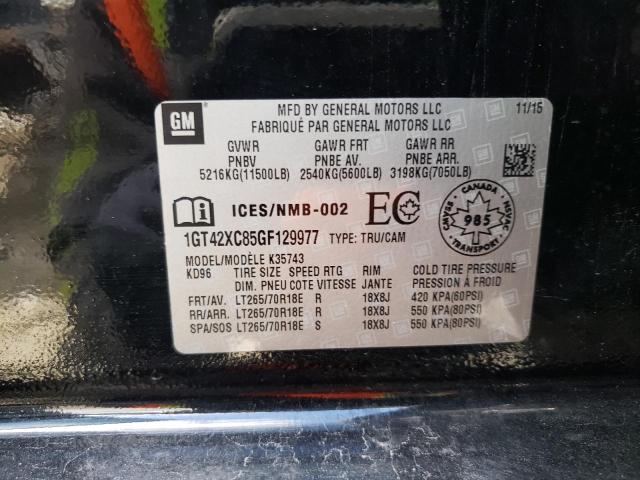 GM
MFD BY GENERAL MOTORS LLC 11/15
FABRIQUÉ PAR GENERAL MOTORS LLC
GVWR GAWR FRT GAWR RR
PNBV PNBE AV. PNBE ARR.
5216KG(11500LB) 2540KG(5600LB) 3198KG(7050LB)
ICES/NMB-002 EC
CANADA
CMVSS 985 NSVAC
TRANSPORT
1GT42XC85GF129977 TYPE: TRU/CAM
MODEL/MODÈLE K35743
KD96 TIRE SIZE SPEED RTG RIM COLD TIRE PRESSURE
DIM. PNEU COTE VITESSE JANTE PRESSION À FROID
FRT/AV. LT265/70R18E R 18X8J 420 KPA(60PSI)
RR/ARR. LT265/70R18E R 18X8J 550 KPA(80PSI)
SPA/SOS LT265/70R18E S 18X8J 550 KPA(80PSI)